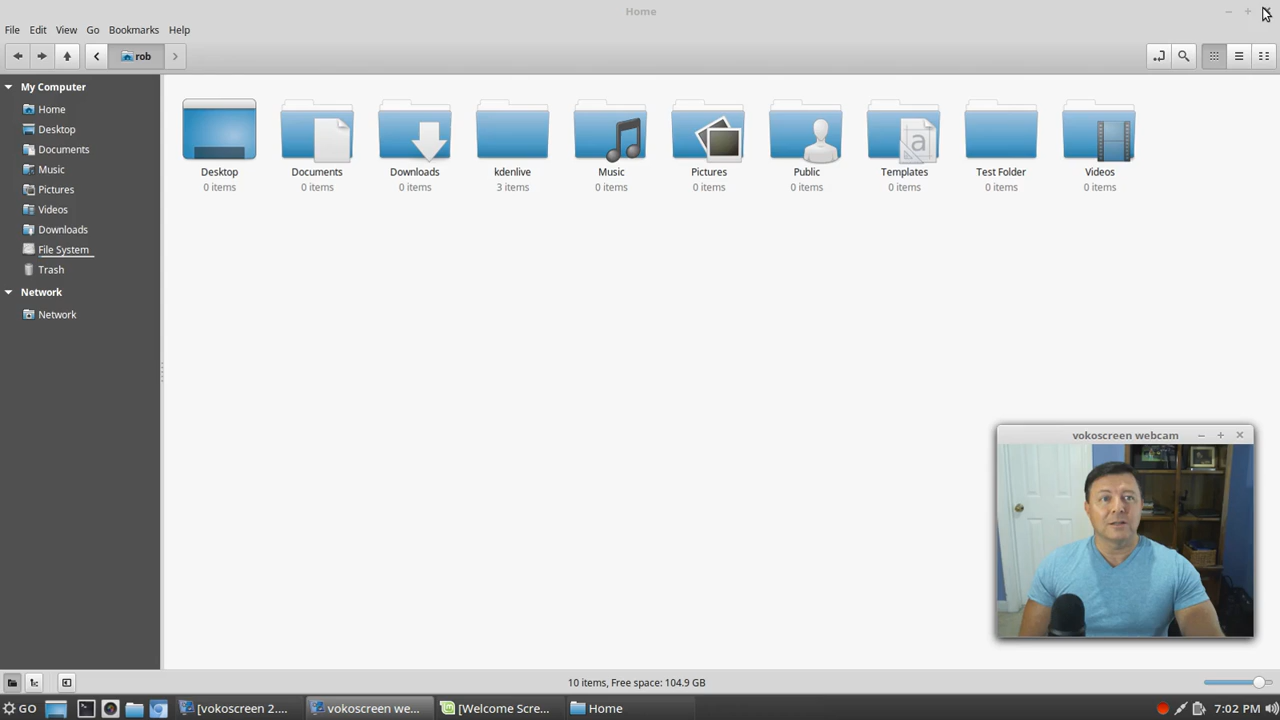 Home
File Edit View Go Bookmarks Help
rob
My Computer
Home
Desktop
Documents
Music
Pictures
Videos
Downloads
File System
Trash
Network
Network
Desktop Documents Downloads kdenlive Music Pictures Public Templates Test Folder Videos
0 items 0 items 0 items 3 items 0 items 0 items 0 items 0 items 0 items 0 items
vokoscreen webcam
10 items, Free space: 104.9 GB
GO [vokoscreen 2.... vokoscreen we... [Welcome Scre... Home 7:02 PM